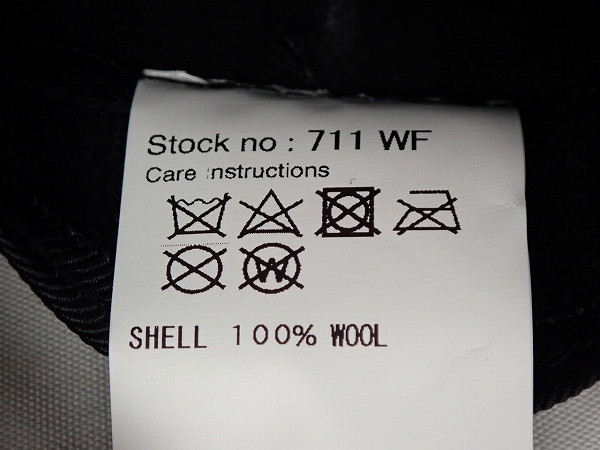 Stock no : 711 WF
Care instructions
W
SHELL 100% WOOL